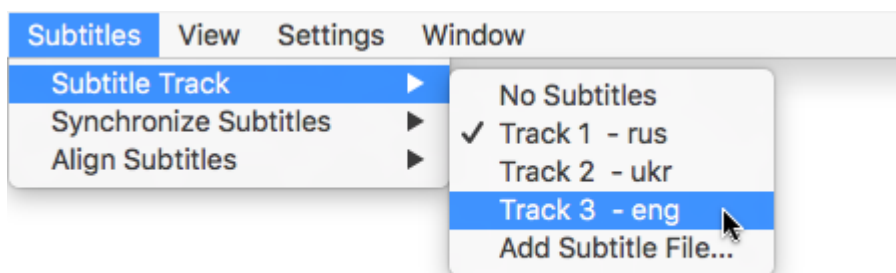 Subtitles View Settings Window
Subtitle Track
Synchronize Subtitles
Align Subtitles
No Subtitles
✓ Track 1 - rus
Track 2 - ukr
Track 3 - eng
Add Subtitle File...